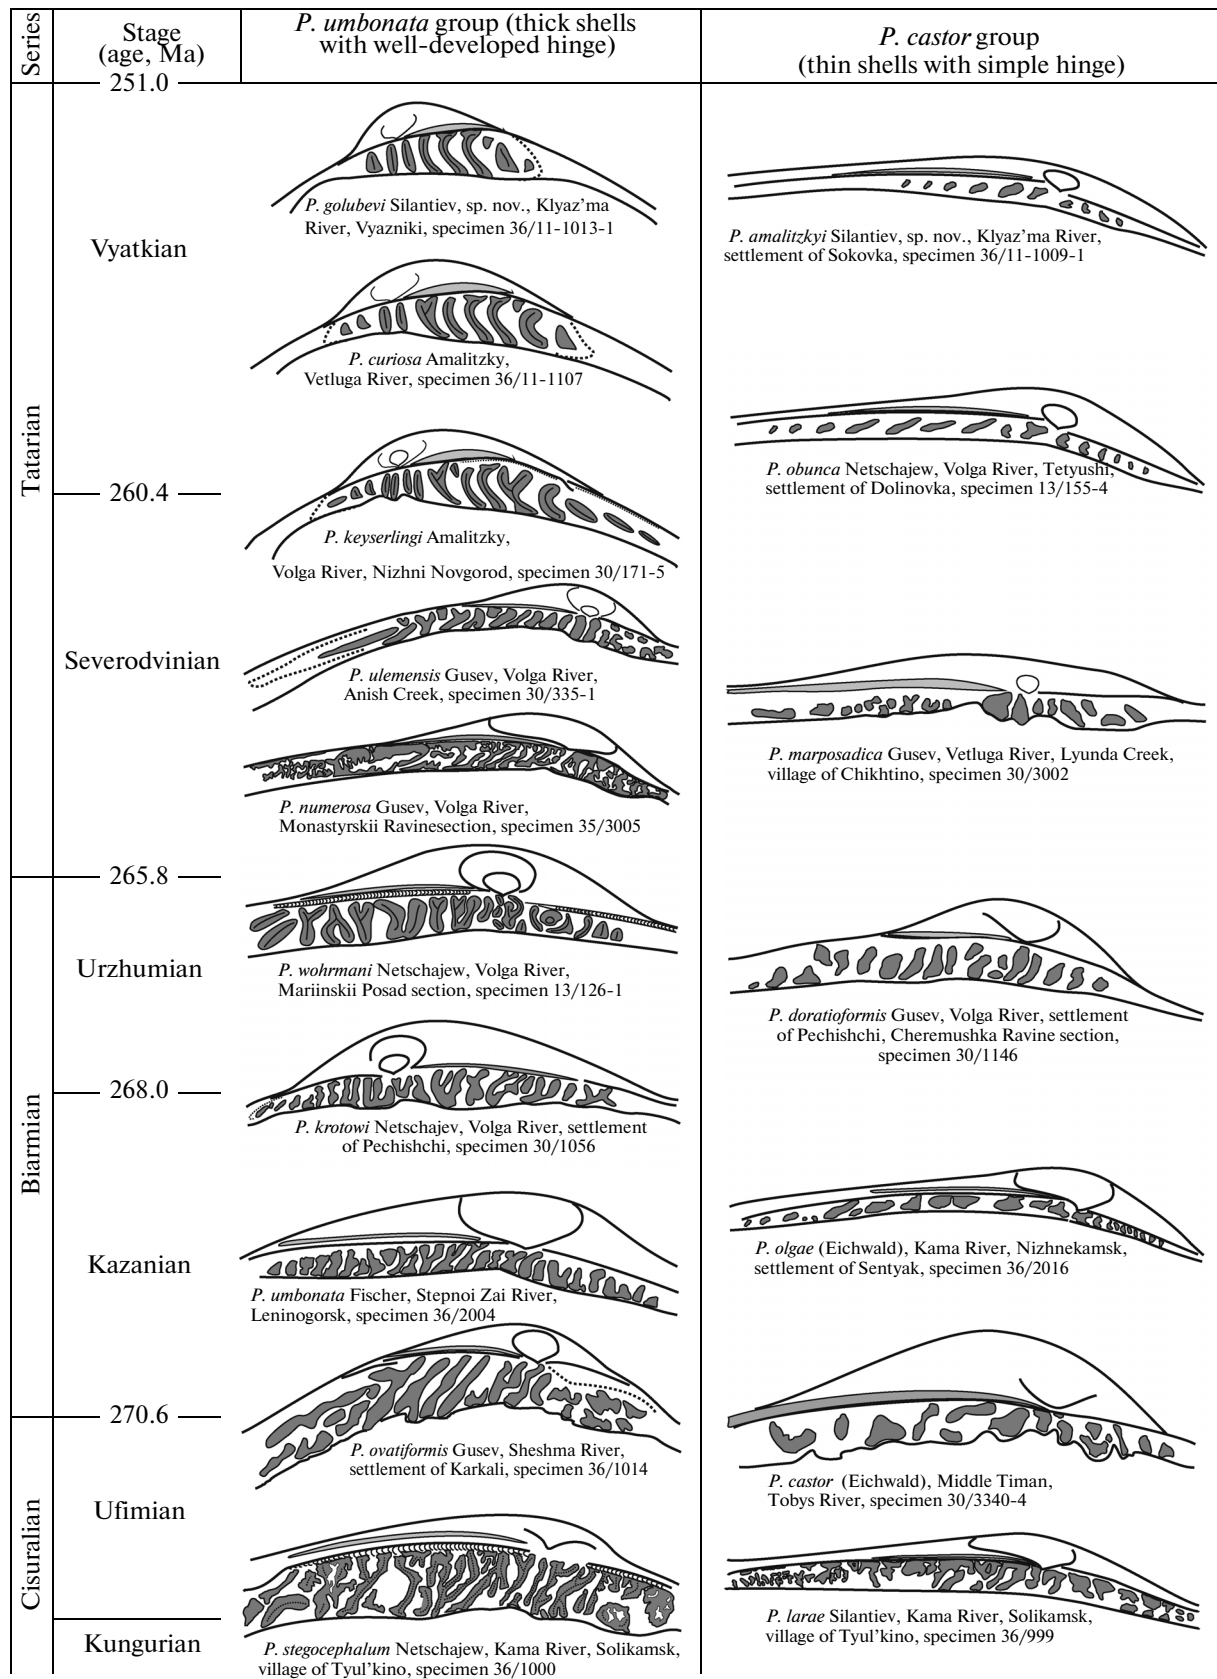 Series
Stage
(age, Ma)
P. umbonata group (thick shells
with well-developed hinge)
P. castor group
(thin shells with simple hinge)
251.0
Vyatkian
Tatarian
260.4
Severodvinian
265.8
Urzhumian
268.0
Biarmian
Kazanian
270.6
Ufimian
Cisuralian
Kungurian
P. golubevi Silantiev, sp. nov., Klyaz’ma
River, Vyazniki, specimen 36/11-1013-1
P. curiosa Amalitzky,
Vetluga River, specimen 36/11-1107
P. keyserlingi Amalitzky,
Volga River, Nizhni Novgorod, specimen 30/171-5
P. ulemensis Gusev, Volga River,
Anish Creek, specimen 30/335-1
P. numerosa Gusev, Volga River,
Monastyrskii Ravinesection, specimen 35/3005
P. wohrmani Netschajew, Volga River,
Mariinskii Posad section, specimen 13/126-1
P. krotowi Netschajev, Volga River, settlement
of Pechishchi, specimen 30/1056
P. umbonata Fischer, Stepnoi Zai River,
Leninogorsk, specimen 36/2004
P. ovatiformis Gusev, Sheshma River,
settlement of Karkali, specimen 36/1014
P. stegocephalum Netschajew, Kama River, Solikamsk,
village of Tyul’kino, specimen 36/1000
P. amalitzkyi Silantiev, sp. nov., Klyaz’ma River,
settlement of Sokovka, specimen 36/11-1009-1
P. obunca Netschajew, Volga River, Tetyushi,
settlement of Dolinovka, specimen 13/155-4
P. marposadica Gusev, Vetluga River, Lyunda Creek,
village of Chikhtino, specimen 30/3002
P. doratioformis Gusev, Volga River, settlement
of Pechishchi, Cheremushka Ravine section,
specimen 30/1146
P. olgae (Eichwald), Kama River, Nizhnekamsk,
settlement of Sentyak, specimen 36/2016
P. castor (Eichwald), Middle Timan,
Tobys River, specimen 30/3340-4
P. larae Silantiev, Kama River, Solikamsk,
village of Tyul’kino, specimen 36/999